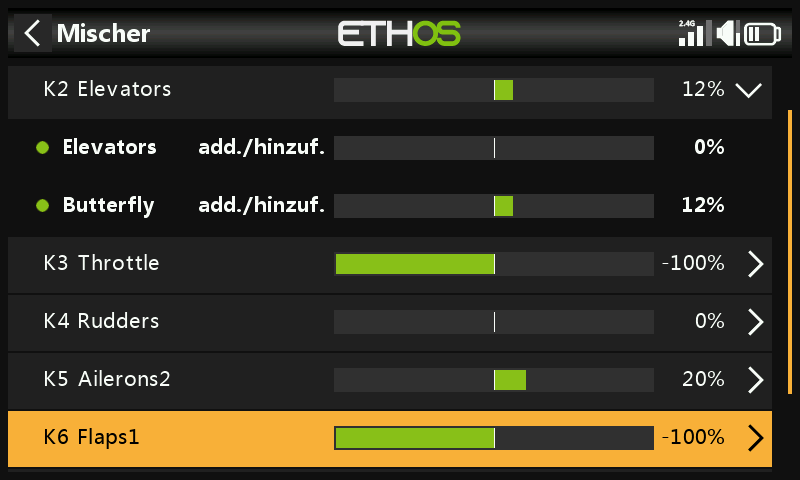 Mischer ETHOS 2.4G
K2 Elevators 12%
Elevators add./hinzuf. 0%
Butterfly add./hinzuf. 12%
K3 Throttle -100%
K4 Rudders 0%
K5 Ailerons2 20%
K6 Flaps1 -100%